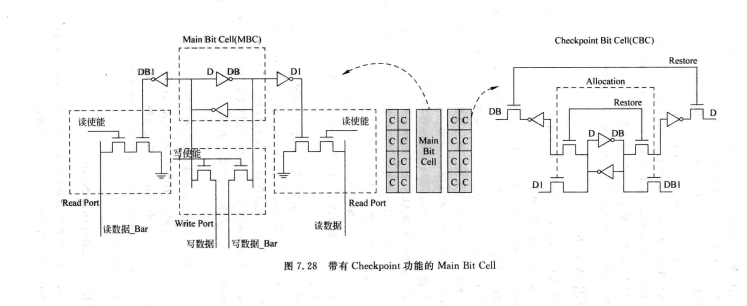 Main Bit Cell(MBC)
DB1
D
DB
D1
读使能
读使能
写使能
Read Port
Write Port
Read Port
读数据_Bar
写数据
写数据_Bar
读数据
C C
C C
C C
C C
Main
Bit
Cell
C C
C C
C C
C C
Checkpoint Bit Cell(CBC)
Restore
Allocation
DB
Restore
D
D
DB
D1
DB1
图 7.28 带有 Checkpoint 功能的 Main Bit Cell